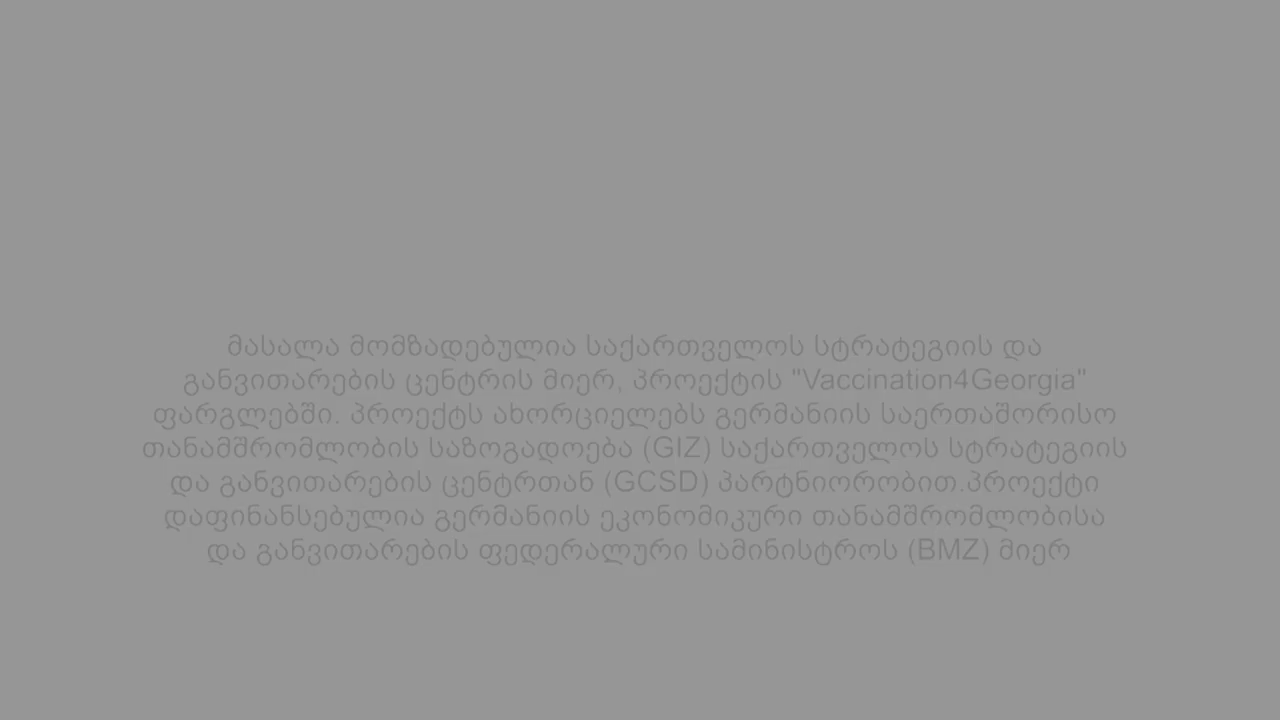 მასალა მომზადებულია საქართველოს სტრატეგიის და
განვითარების ცენტრის მიერ, პროექტის "Vaccination4Georgia"
ფარგლებში. პროექტს ახორციელებს გერმანიის საერთაშორისო
თანამშრომლობის საზოგადოება (GIZ) საქართველოს სტრატეგიის
და განვითარების ცენტრთან (GCSD) პარტნიორობით.პროექტი
დაფინანსებულია გერმანიის ეკონომიკური თანამშრომლობისა
და განვითარების ფედერალური სამინისტროს (BMZ) მიერ